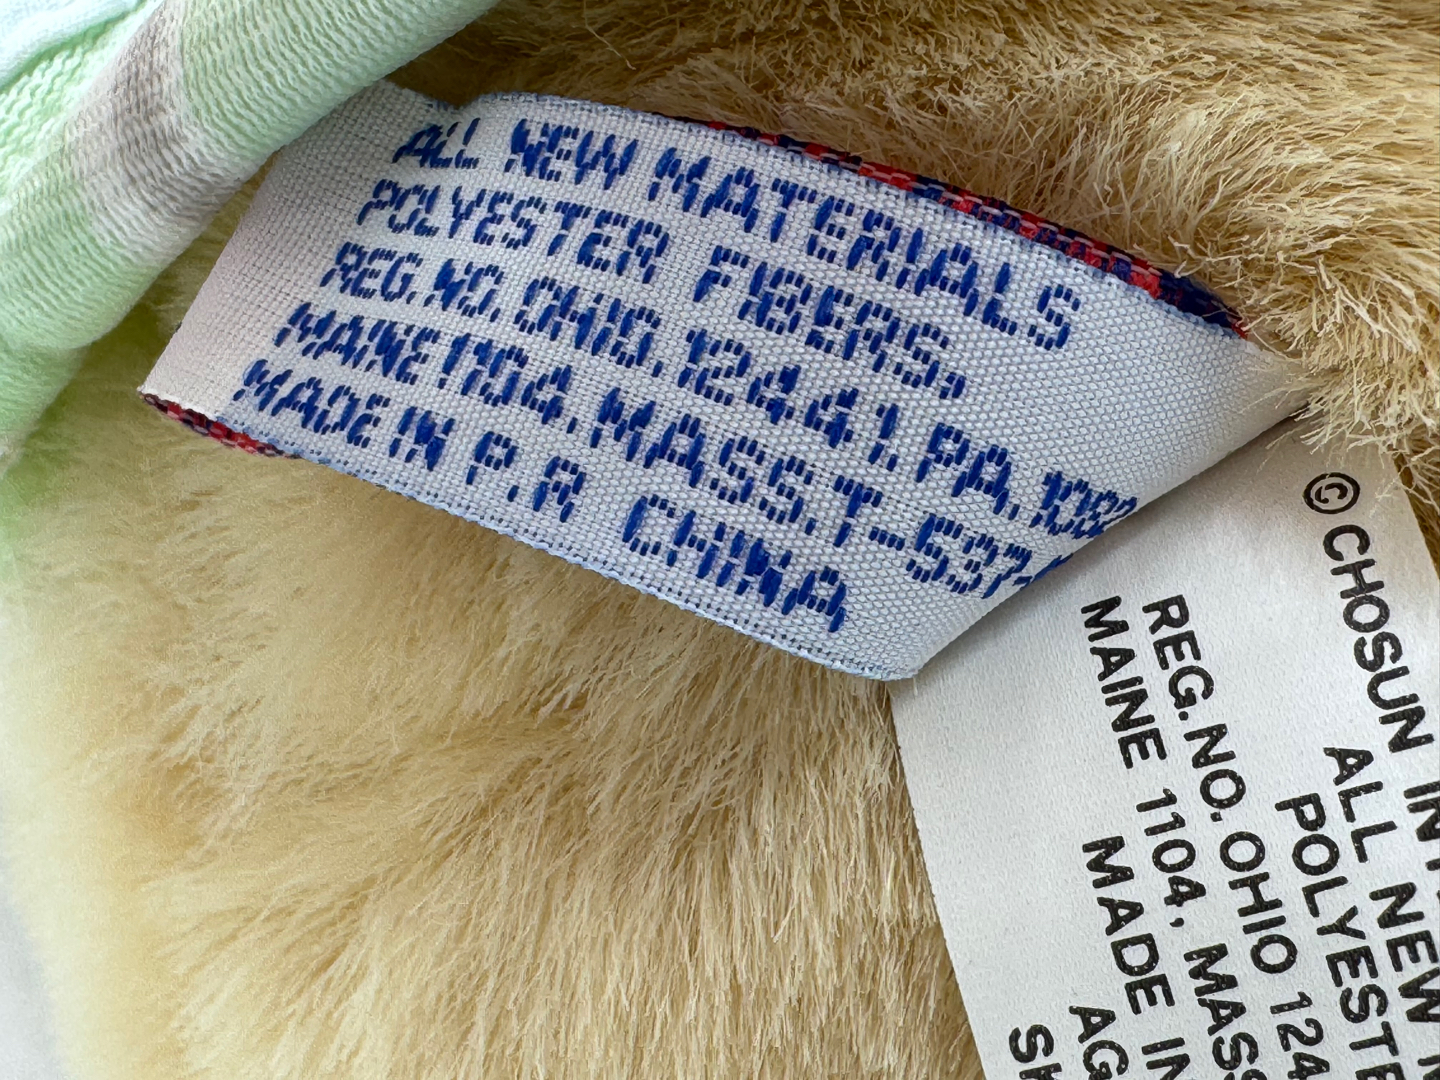 ALL NEW MATERIALS
POLYESTER FIBERS,
REG.NO.OHIO.12441.PA.1082
MAINE1104.MASS.T-537-
MADE IN P.R CHINA
© CHOSUN
ALL NEW
REG.NO. OHIO 124
MAINE 1104, MASS
MADE IN